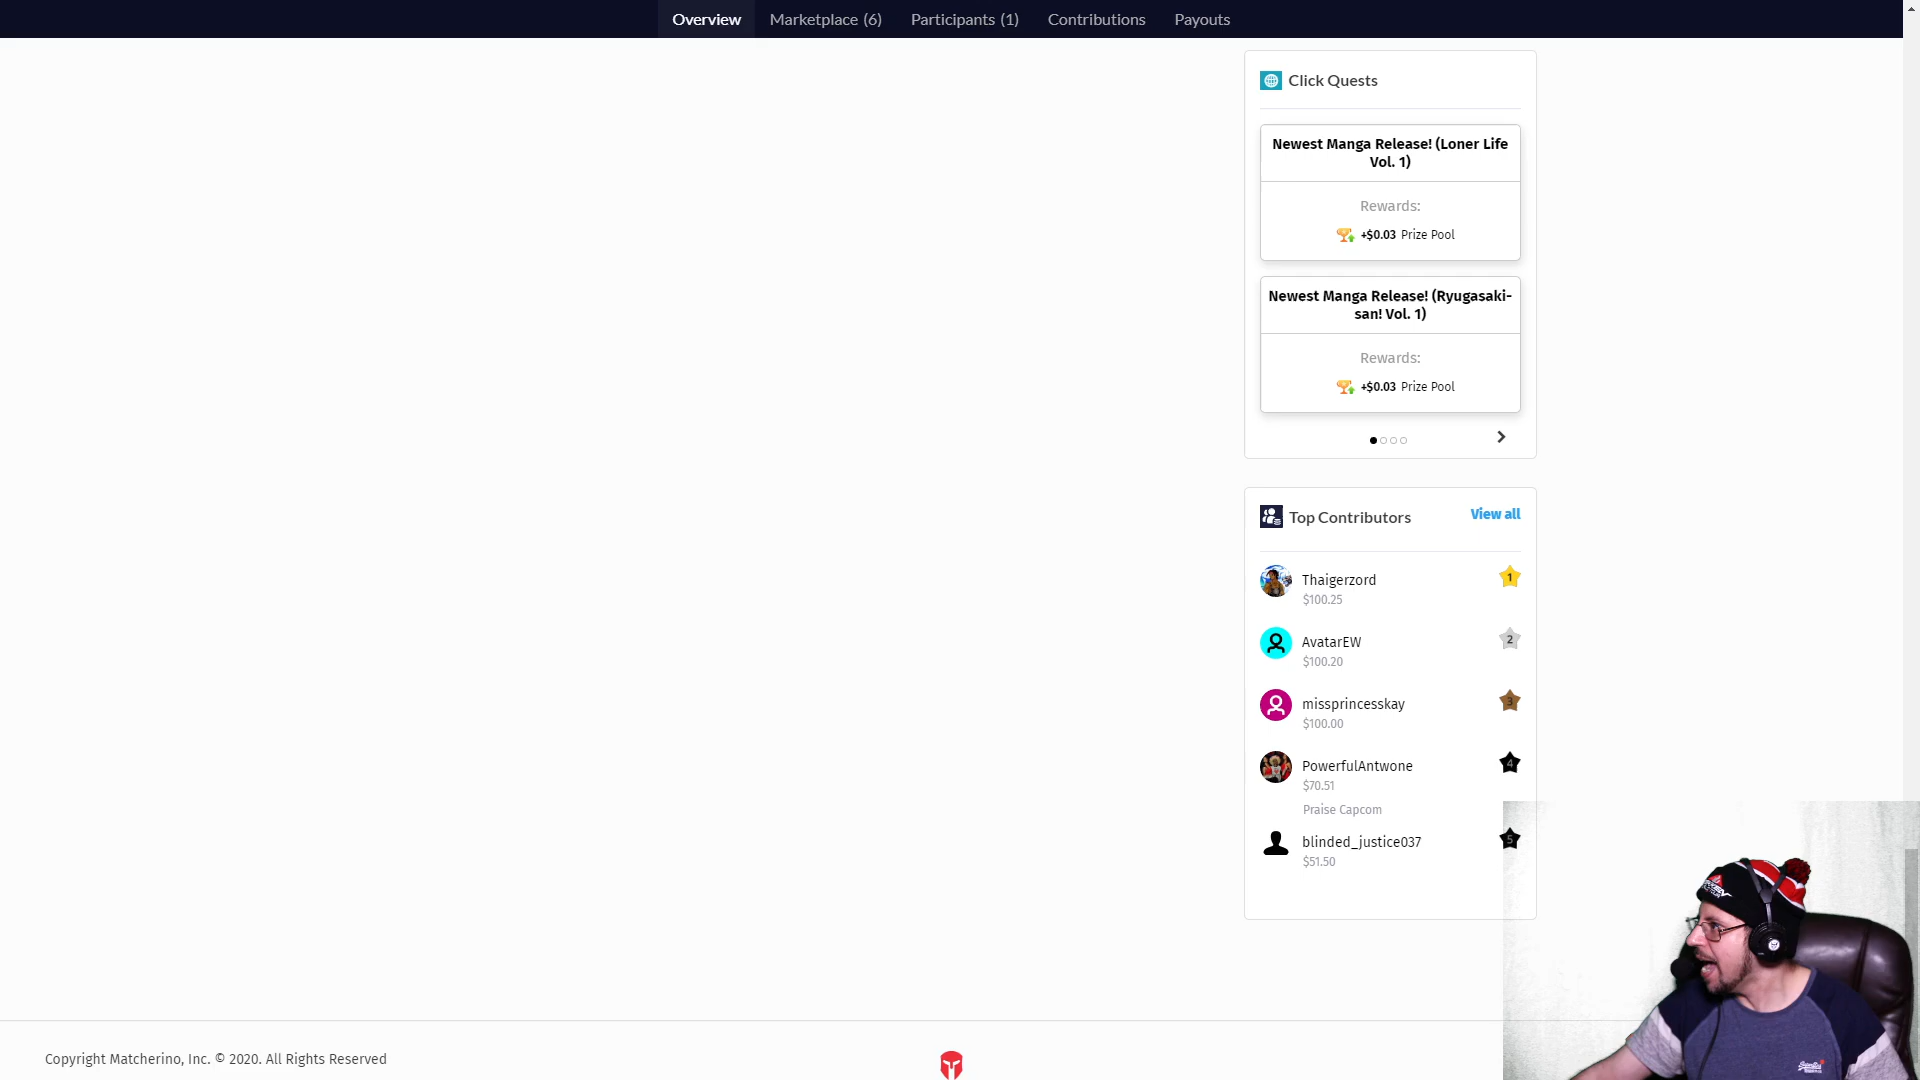 Overview
Marketplace (6)
Participants (1)
Contributions
Payouts
Click Quests
Newest Manga Release! (Loner Life
Vol. 1)
Rewards:
+$0.03 Prize Pool
Newest Manga Release! (Ryugasaki-
san! Vol. 1)
Rewards:
+$0.03 Prize Pool
Top Contributors
View all
Thaigerzord
1
$100.25
AvatarEW
2
$100.20
missprincesskay
3
$100.00
PowerfulAntwone
4
$70.51
Praise Capcom
blinded_justice037
5
$51.50
Copyright Matcherino, Inc. © 2020. All Rights Reserved